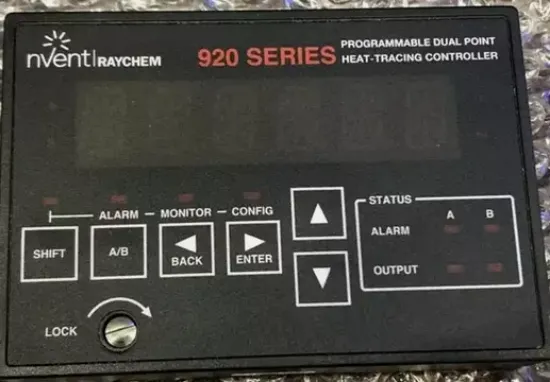 nVent | RAYCHEM
920 SERIES
PROGRAMMABLE DUAL POINT
HEAT-TRACING CONTROLLER
ALARM MONITOR CONFIG
SHIFT
A/B
BACK
ENTER
STATUS
A B
ALARM
OUTPUT
LOCK